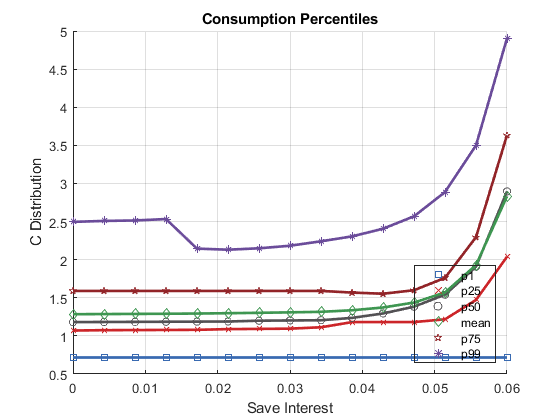 Consumption Percentiles
C Distribution
5
4.5
4
3.5
3
2.5
2
1.5
1
0.5
p1
p25
p50
mean
p75
p99
0
0.01
0.02
0.03
0.04
0.05
0.06
Save Interest